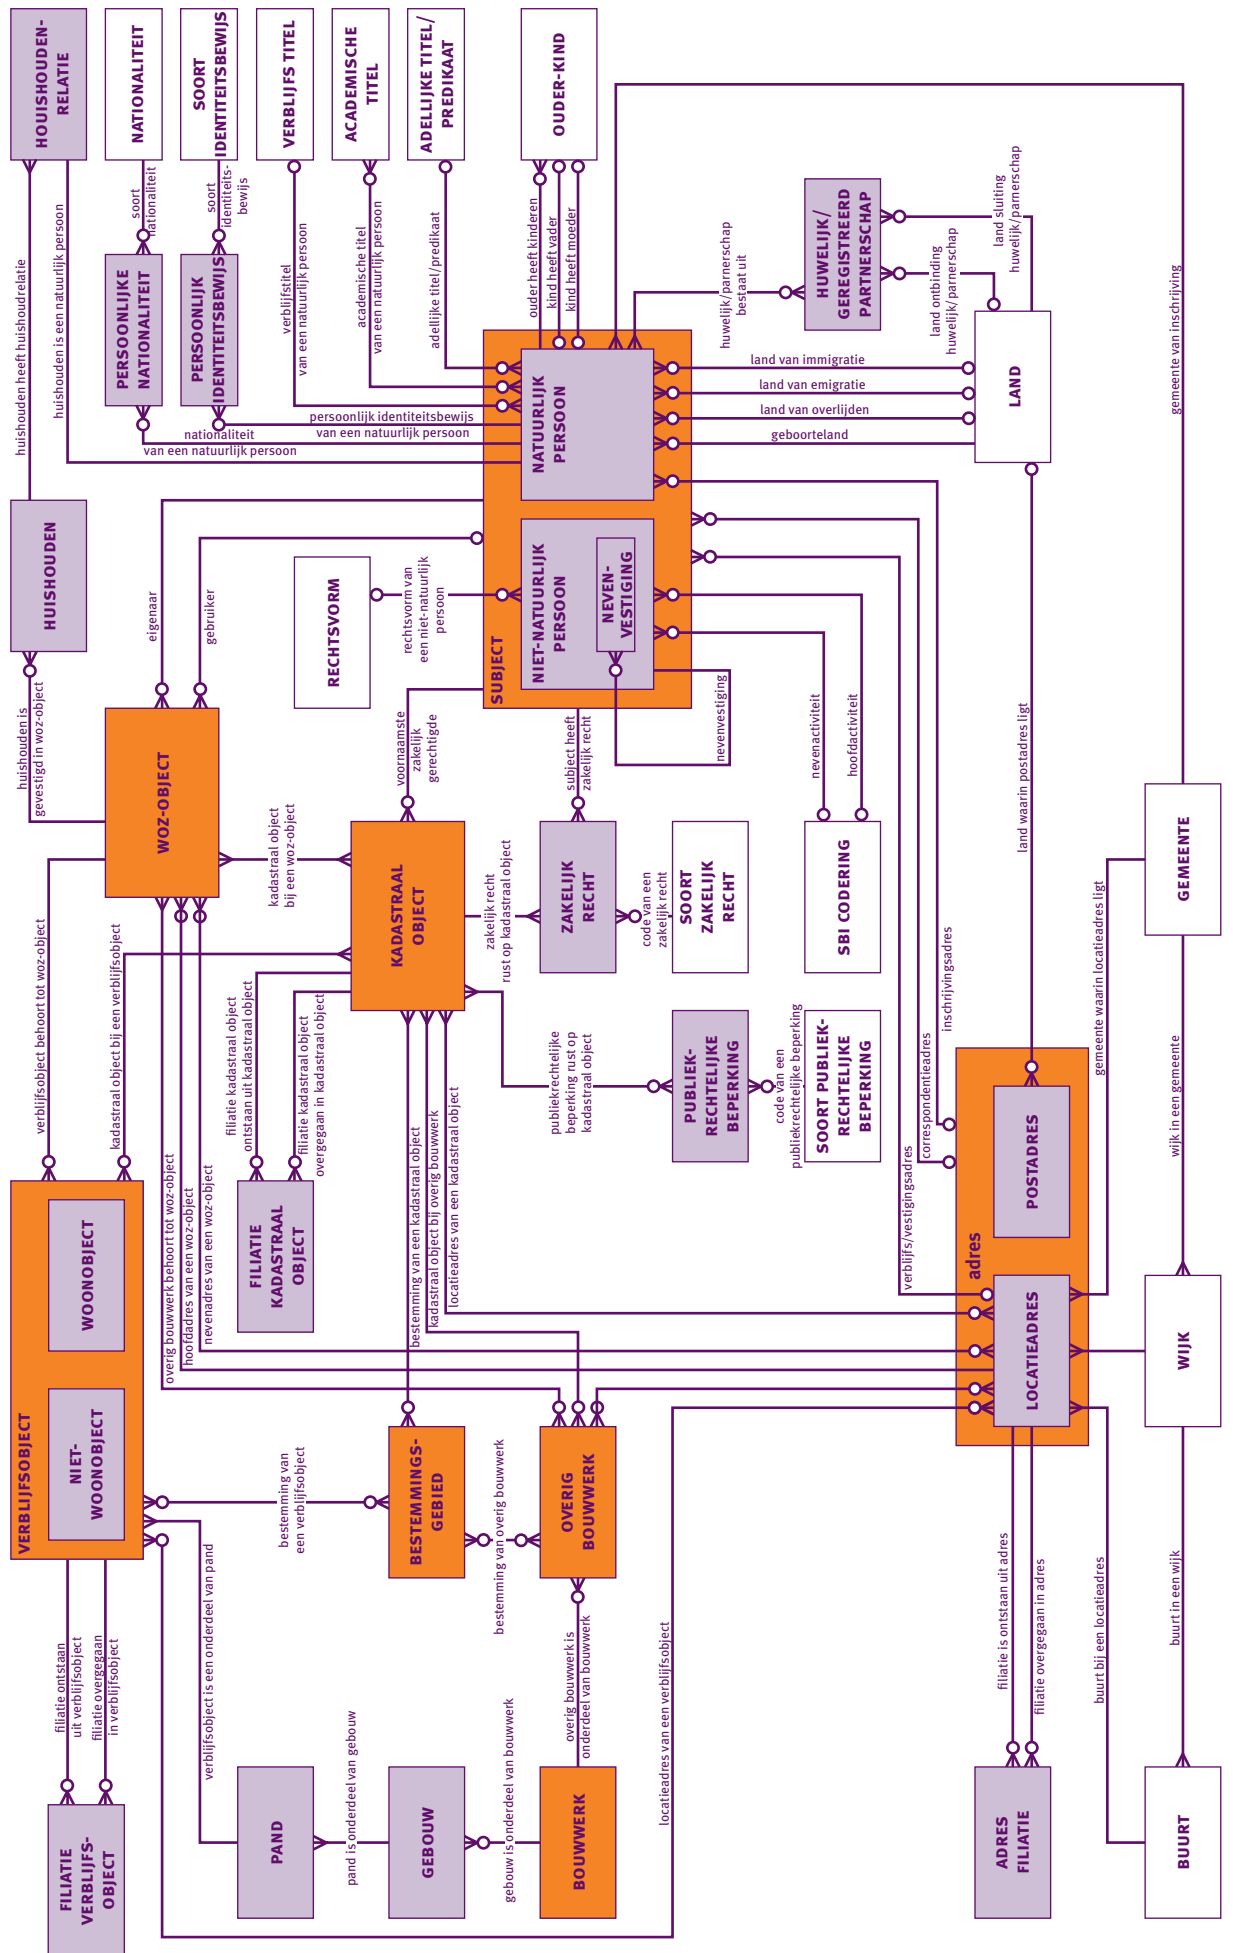 HOUISHOUDEN-
RELATIE
NATIONALITEIT
SOORT
IDENTITEITSBEWIJS
VERBLIJFS TITEL
ACADEMISCHE
TITEL
ADELLIJKE TITEL/
PREDIKAAT
OUDER-KIND
huishouden heeft huishoudrelatie
huishouden is een natuurlijk persoon
soort
nationaliteit
soort
identiteits-
bewijs
verblijfstitel
van een natuurlijk persoon
academische titel
van een natuurlijk persoon
adellijke titel/predikaat
ouder heeft kinderen
kind heeft vader
kind heeft moeder
PERSOONLIJKE
NATIONALITEIT
PERSOONLIJK
IDENTITEITSBEWIJS
HUWELIJK/
GEREGISTREERD
PARTNERSCHAP
huwelijk/parnerschap
bestaat uit
land ontbinding
huwelijk/parnerschap
land sluiting
huwelijk/parnerschap
gemeente van inschrijving
persoonlijk identiteitsbewijs
van een natuurlijk persoon
nationaliteit
van een natuurlijk persoon
NATUURLIJK
PERSOON
land van immigratie
land van emigratie
land van overlijden
geboorteland
LAND
HUISHOUDEN
eigenaar
gebruiker
RECHTSVORM
rechtsvorm van
een niet-natuurlijk
persoon
SUBJECT
NIET-NATUURLIJK
PERSOON
NEVEN-
VESTIGING
huishouden is
gevestigd in woz-object
WOZ-OBJECT
voornaamste
zakelijk
gerechtigde
subject heeft
zakelijk recht
nevenvestiging
nevenactiviteit
hoofdactiviteit
land waarin postadres ligt
kadastraal object
bij een woz-object
KADASTRAAL
OBJECT
zakelijk recht
rust op kadastraal object
ZAKELIJK
RECHT
code van een
zakelijk recht
SOORT
ZAKELIJK
RECHT
SBI CODERING
GEMEENTE
verblijfsobject behoort tot woz-object
kadastraal object bij een verblijfsobject
filiatie kadastraal object
ontstaan uit kadastraal object
filiatie kadastraal object
overgegaan in kadastraal object
publiekrechtelijke
beperking rust op
kadastraal object
PUBLIEK-
RECHTELIJKE
BEPERKING
code van een
publiekrechtelijke beperking
SOORT PUBLIEK-
RECHTELIJKE
BEPERKING
inschrijvingsadres
correspondentieadres
verblijfs/vestigingsadres
gemeente waarin locatieadres ligt
wijk in een gemeente
VERBLIJFSOBJECT
WOONOBJECT
NIET-
WOONOBJECT
overig bouwwerk behoort tot woz-object
hoofdadres van een woz-object
nevenadres van een woz-object
FILIATIE
KADASTRAAL
OBJECT
bestemming van een kadastraal object
kadastraal object bij overig bouwwerk
locatieadres van een kadastraal object
adres
POSTADRES
LOCATIEADRES
WIJK
bestemming van
een verblijfsobject
BESTEMMINGS-
GEBIED
bestemming van overig bouwwerk
OVERIG
BOUWWERK
filiatie ontstaan
uit verblijfsobject
filiatie overgegaan
in verblijfsobject
verblijfsobject is een onderdeel van pand
overig bouwwerk is
onderdeel van bouwwerk
locatieadres van een verblijfsobject
filiatie is ontstaan uit adres
filiatie overgegaan in adres
buurt bij een locatieadres
buurt in een wijk
FILIATIE
VERBLIJFS-
OBJECT
PAND
pand is onderdeel van gebouw
GEBOUW
gebouw is onderdeel van bouwwerk
BOUWWERK
ADRES
FILIATIE
BUURT